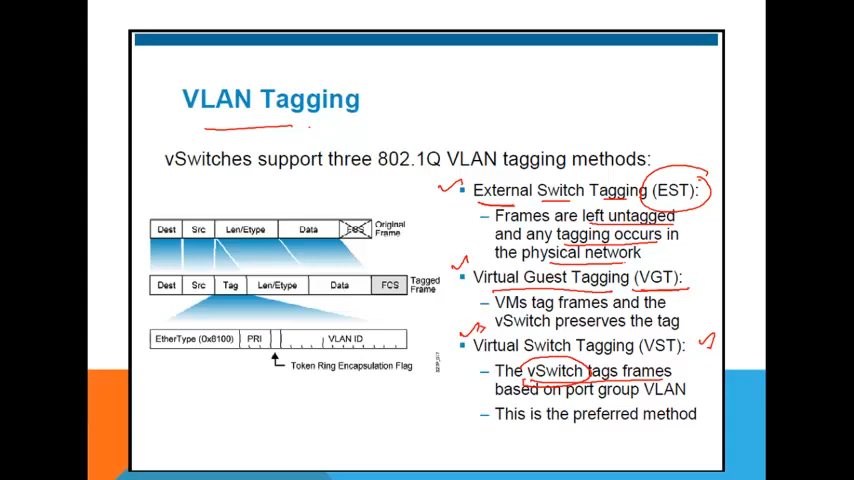 VLAN Tagging
vSwitches support three 802.1Q VLAN tagging methods:
External Switch Tagging (EST):
– Frames are left untagged
and any tagging occurs in
the physical network
Virtual Guest Tagging (VGT):
– VMs tag frames and the
vSwitch preserves the tag
Virtual Switch Tagging (VST):
– The vSwitch tags frames
based on port group VLAN
– This is the preferred method
Dest Src Len/Etype Data FCS Original
Frame
Dest Src Tag Len/Etype Data FCS Tagged
Frame
EtherType (0x8100) PRI VLAN ID
Token Ring Encapsulation Flag